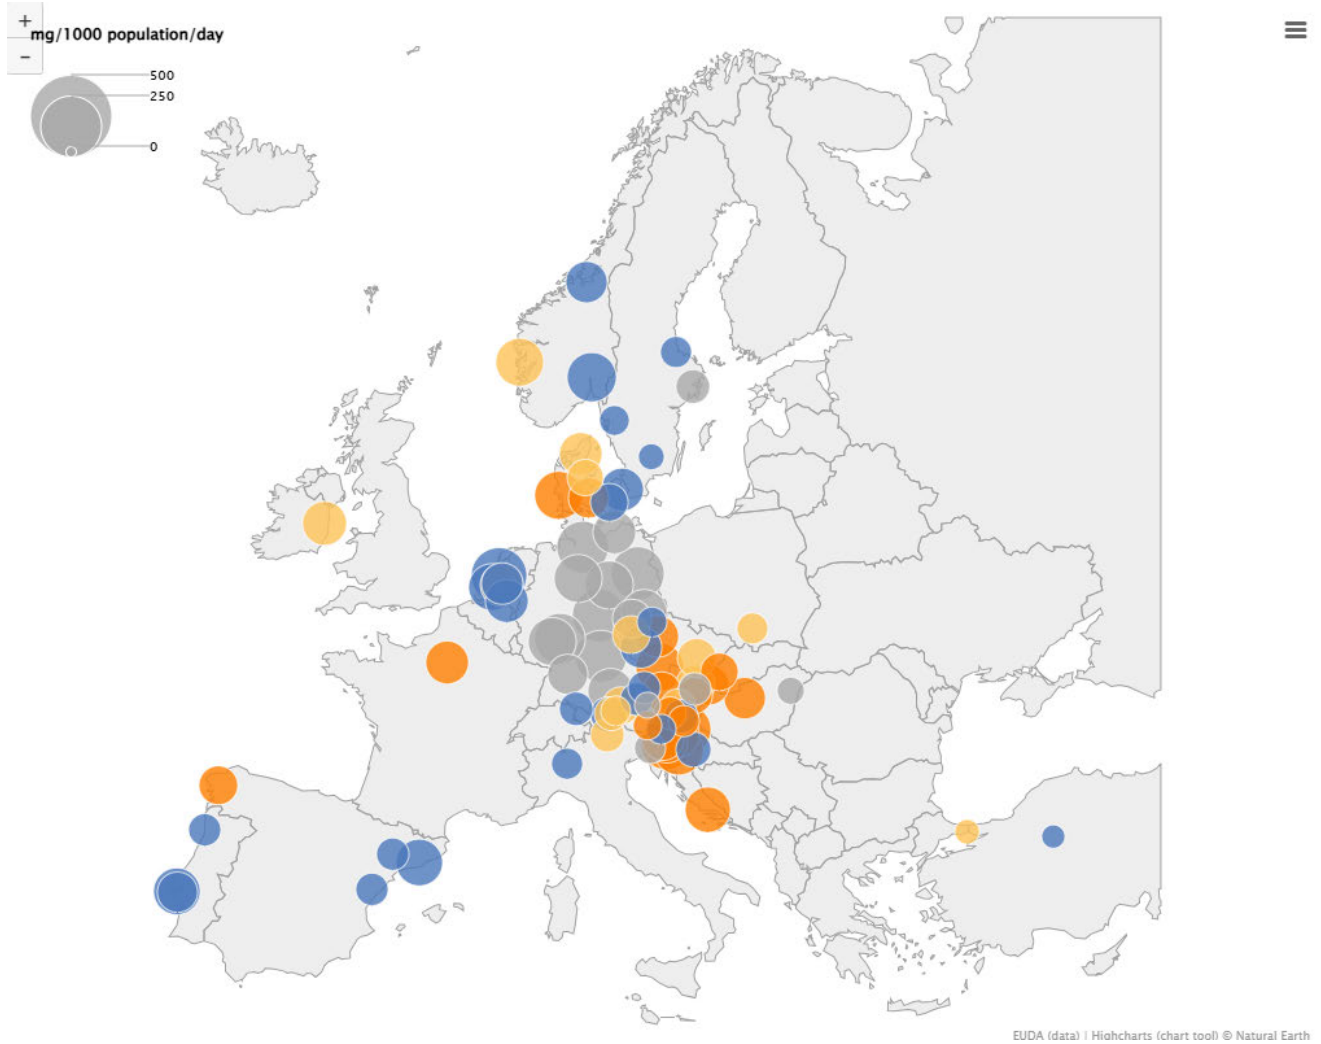 +
mg/1000 population/day
−
500
250
0
EUDA (data) | Highcharts (chart tool) © Natural Earth